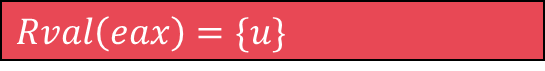 Rval(eax) = {u}